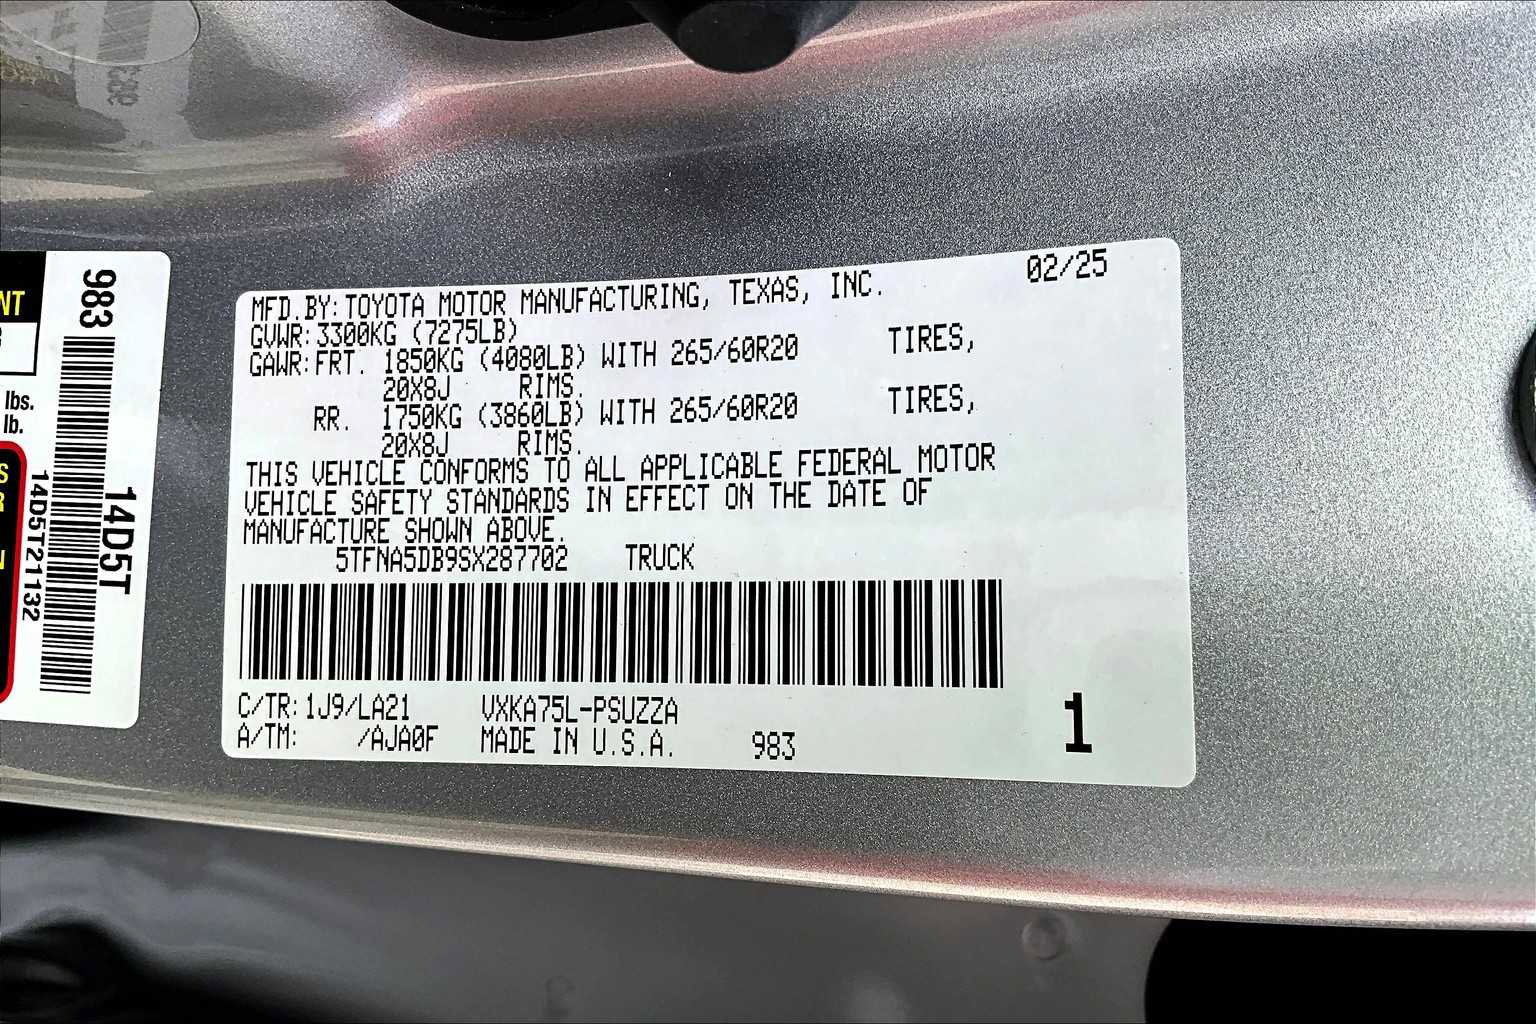 MFD.BY: TOYOTA MOTOR MANUFACTURING, TEXAS, INC. 02/25
GVWR: 3300KG (7275LB)
GAWR: FRT. 1850KG (4080LB) WITH 265/60R20 TIRES,
20X8J RIMS.
RR. 1750KG (3860LB) WITH 265/60R20 TIRES,
20X8J RIMS.
THIS VEHICLE CONFORMS TO ALL APPLICABLE FEDERAL MOTOR
VEHICLE SAFETY STANDARDS IN EFFECT ON THE DATE OF
MANUFACTURE SHOWN ABOVE.
5TFNA5DB9SX287702 TRUCK
C/TR: 1J9/LA21 VXKA75L-PSUZZA
A/TM: /AJA0F MADE IN U.S.A. 983
1
983
14D5T
14D5T21132
NT
lbs.
lb.